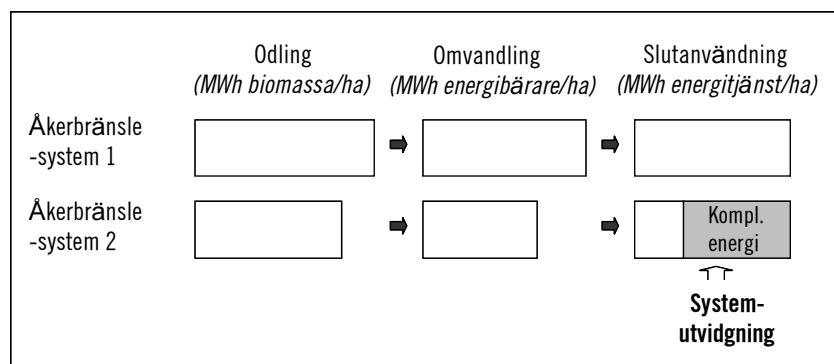 Odling
(MWh biomassa/ha)
Omvandling
(MWh energibärare/ha)
Slutanvändning
(MWh energitjänst/ha)
Åkerbränsle
-system 1
Åkerbränsle
-system 2
Kompl.
energi
System-
utvidgning